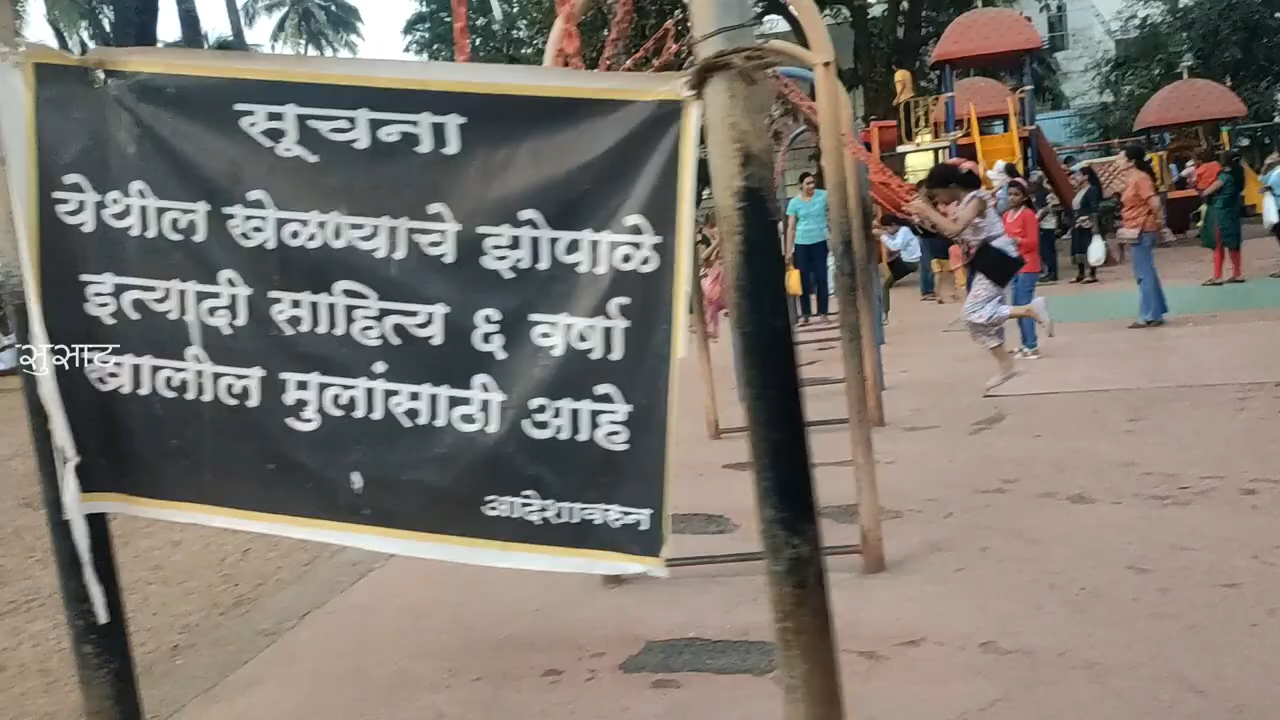 सूचना
येथील खेळण्याचे झोपाळे
इत्यादी साहित्य ६ वर्षा
खालील मुलांसाठी आहे
आदेशावरुन
सुसाट